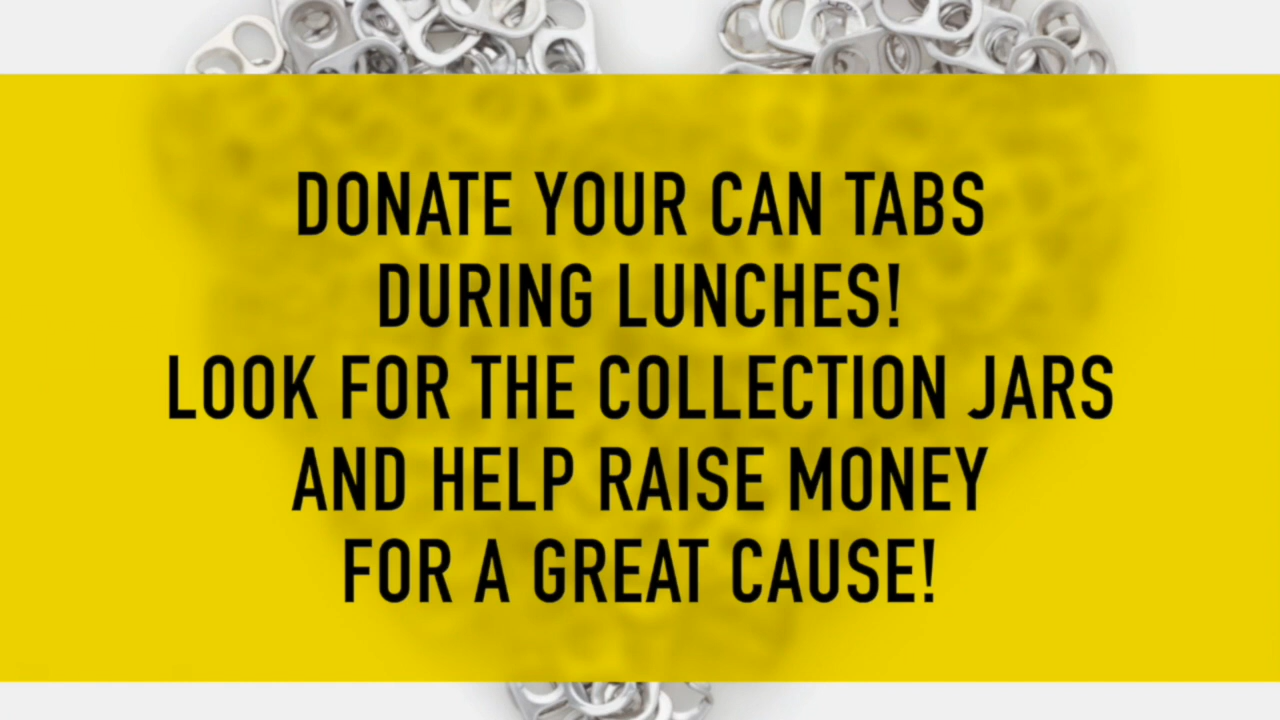 DONATE YOUR CAN TABS
DURING LUNCHES!
LOOK FOR THE COLLECTION JARS
AND HELP RAISE MONEY
FOR A GREAT CAUSE!